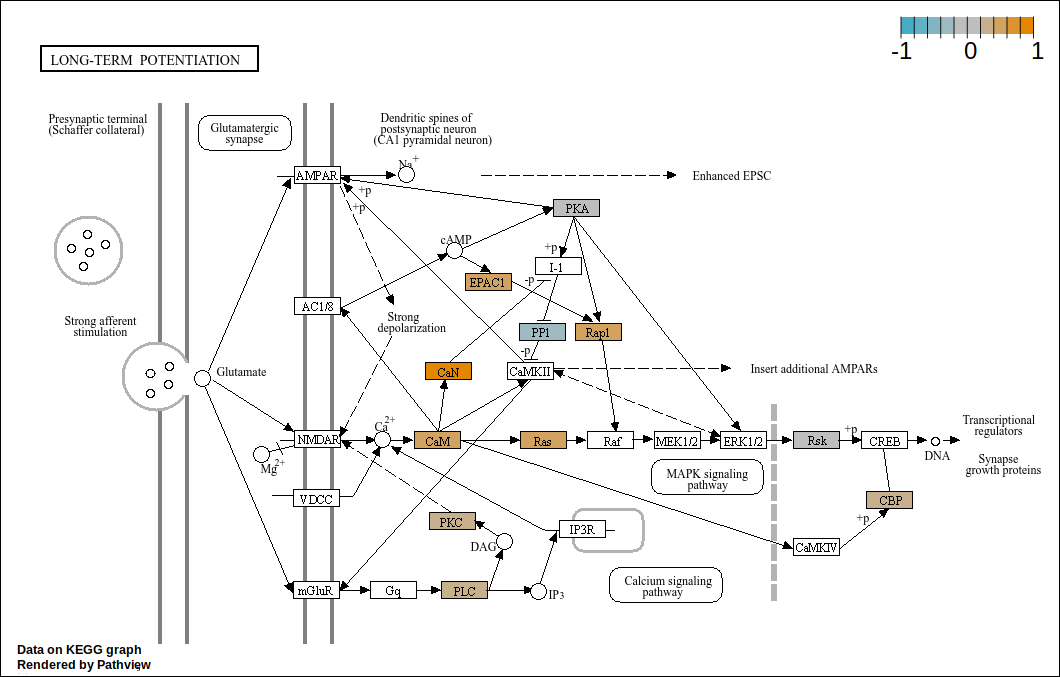 -1 0 1
LONG-TERM POTENTIATION
Presynaptic terminal
(Schaffer collateral)
Glutamatergic
synapse
Dendritic spines of
postsynaptic neuron
(CA1 pyramidal neuron)
Na+
AMPAR
Enhanced EPSC
+p
+p
PKA
cAMP
+p
I-1
EPAC1
-p
AC1/8
Strong
depolarization
Strong afferent
stimulation
PP1
Rap1
-p
Glutamate
CaN
CaMKII
Insert additional AMPARs
Ca2+
NMDAR
CaM
Ras
Raf
MEK1/2
ERK1/2
Rsk
+p
CREB
DNA
Transcriptional
regulators
Synapse
growth proteins
Mg2+
MAPK signaling
pathway
VDCC
CBP
+p
PKC
IP3R
DAG
CaMKIV
mGluR
Gq
PLC
IP3
Calcium signaling
pathway
Data on KEGG graph
Rendered by Pathview